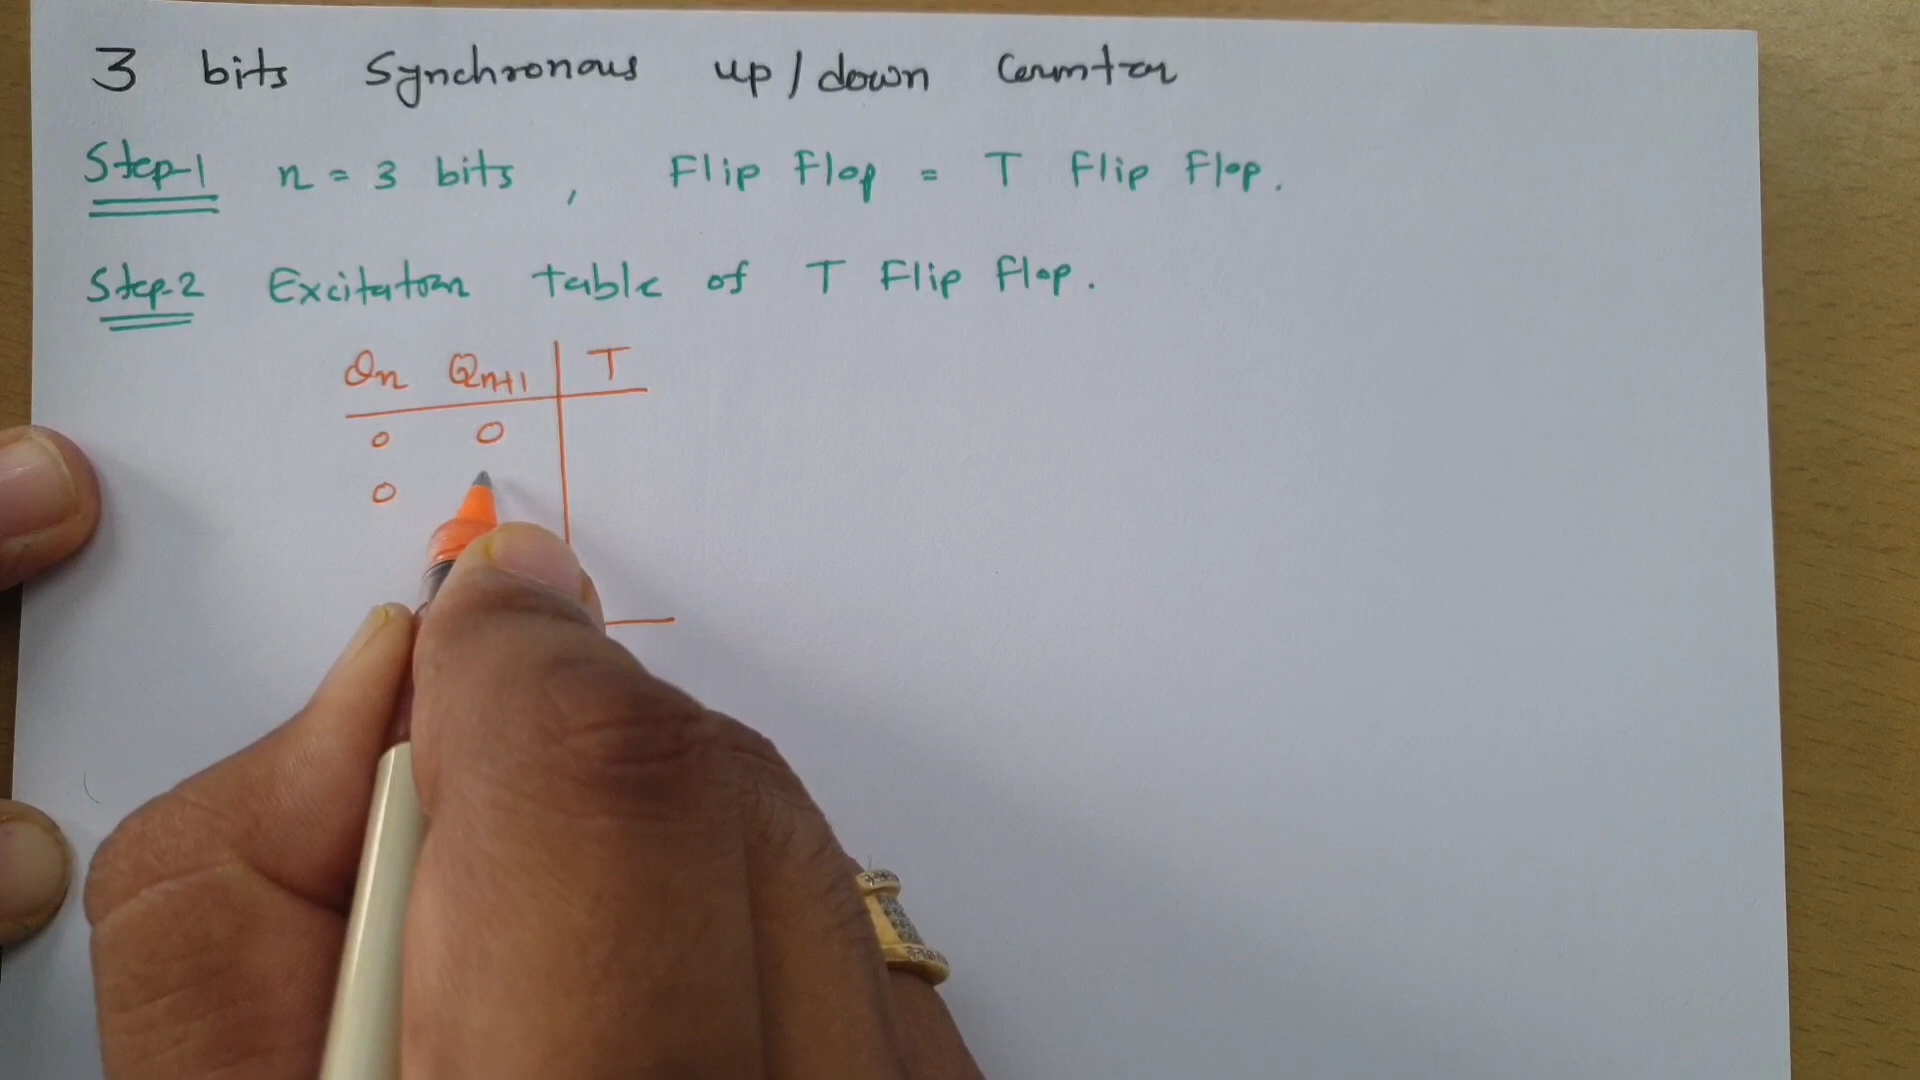 3 bits Synchronous up/down Counter
Step-1 n = 3 bits , Flip Flop = T Flip Flop.
Step-2 Excitation table of T Flip Flop.
Qn Qn+1 T
0 0
0